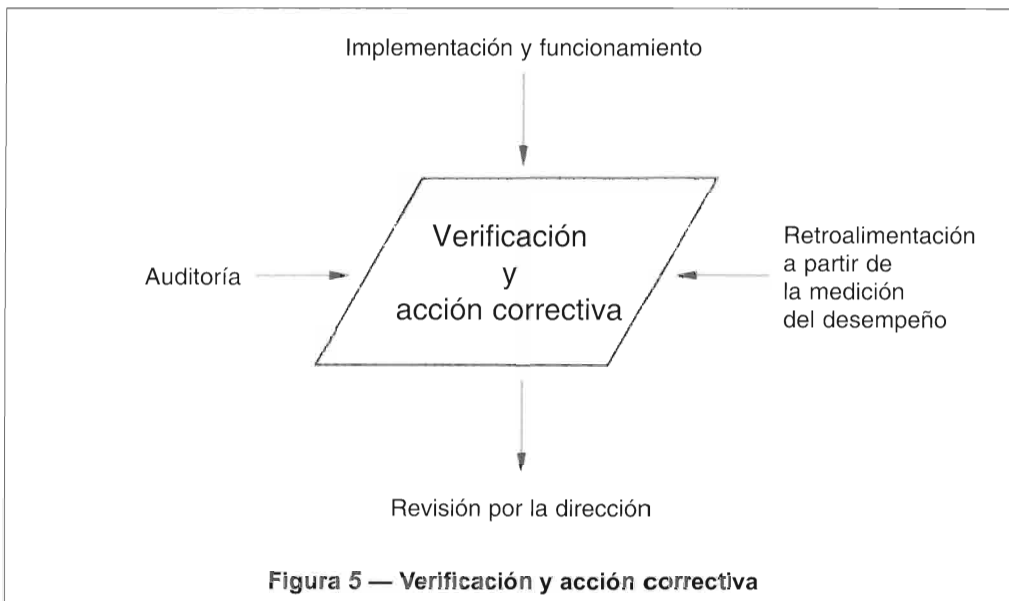 Implementación y funcionamiento
Verificación
y
acción correctiva
Auditoría
Retroalimentación
a partir de
la medición
del desempeño
Revisión por la dirección
Figura 5 — Verificación y acción correctiva